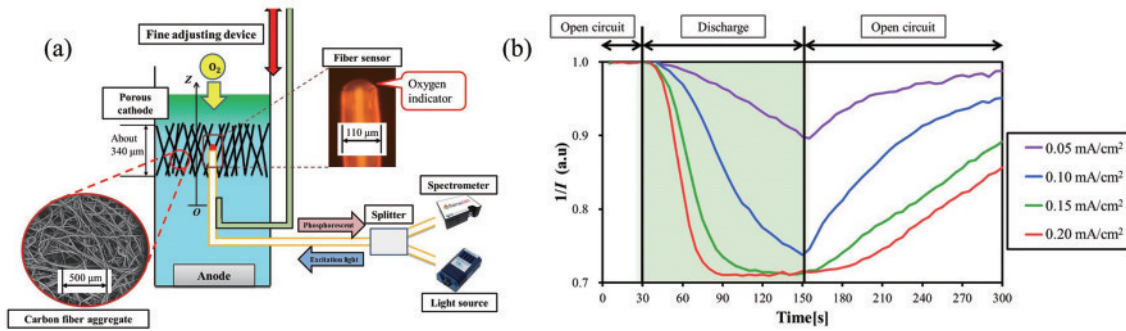 (a)
Fine adjusting device
O₂
Z
Porous
cathode
About
340 μm
Fiber sensor
Oxygen
indicator
110 μm
Spectrometer
Splitter
Phosphorescent
Excitation light
O
Anode
500 μm
Carbon fiber aggregate
Light source
(b)
Open circuit
Discharge
Open circuit
1/I (a.u)
1.0
0.9
0.8
0.7
0 30 60 90 120 150 180 210 240 270 300
Time[s]
0.05 mA/cm²
0.10 mA/cm²
0.15 mA/cm²
0.20 mA/cm²